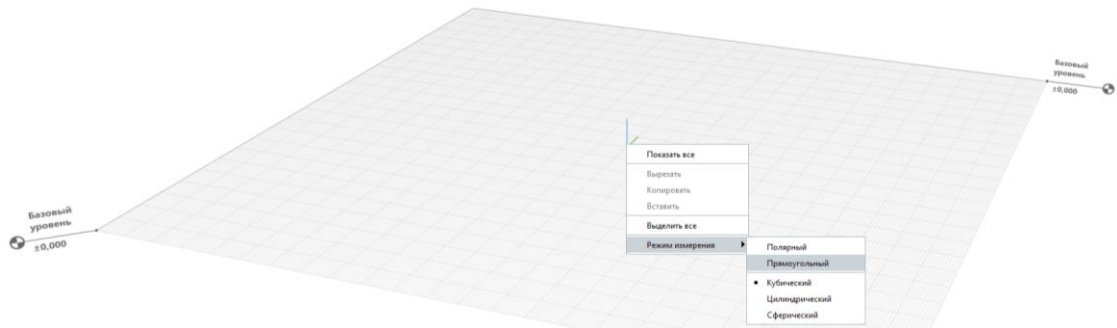 Базовый
уровень
±0,000
Базовый
уровень
±0,000
Показать все
Вырезать
Копировать
Вставить
Выделить все
Режим измерения
Полярный
Прямоугольный
Кубический
Цилиндрический
Сферический